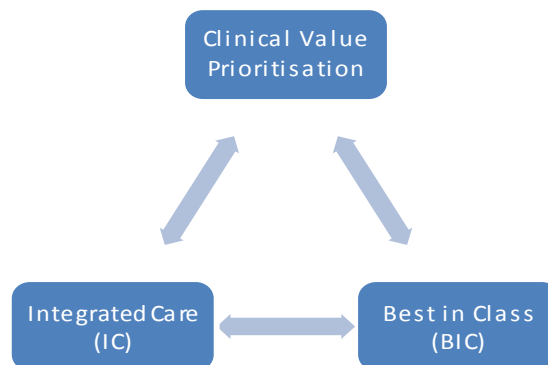 Clinical Value
Prioritisation
Integrated Care
(IC)
Best in Class
(BIC)